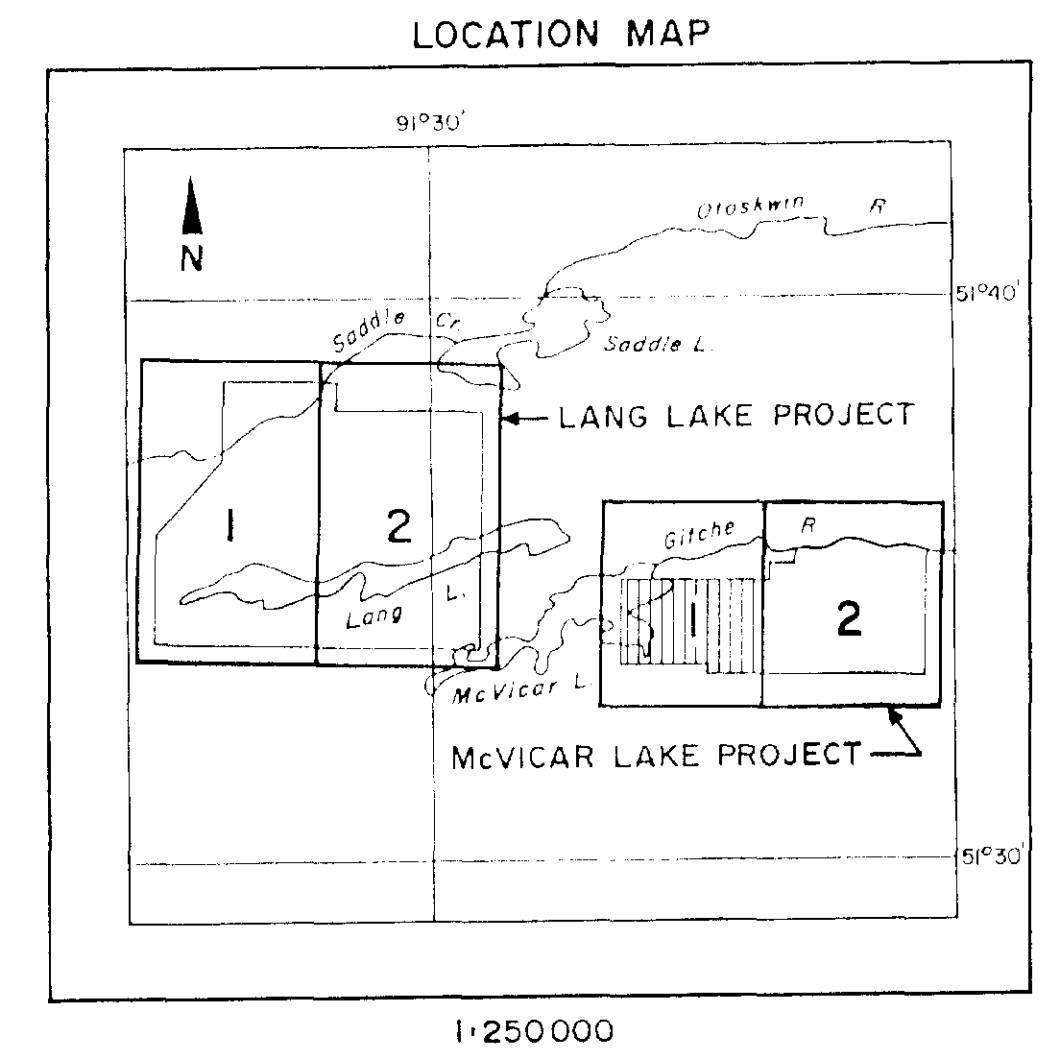 LOCATION MAP
91°30'
Otoskwin R
N
51°40'
Saddle Cr.
Saddle L.
LANG LAKE PROJECT
1
2
Gitche R
Lang L.
1
2
McVicar L.
McVICAR LAKE PROJECT
51°30'
1:250000